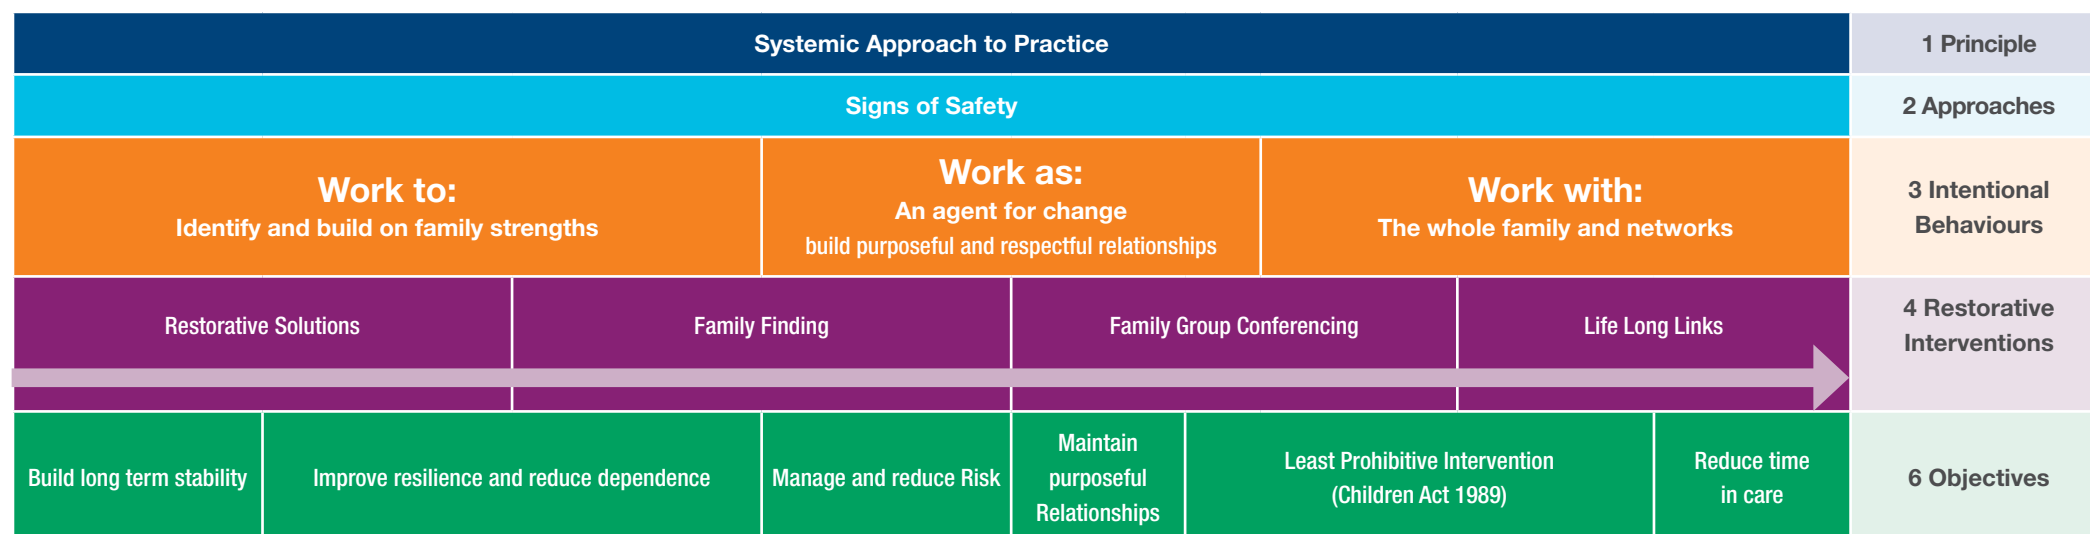 Systemic Approach to Practice
1 Principle
Signs of Safety
2 Approaches
Work to:
Identify and build on family strengths
Work as:
An agent for change
build purposeful and respectful relationships
Work with:
The whole family and networks
3 Intentional
Behaviours
Restorative Solutions
Family Finding
Family Group Conferencing
Life Long Links
4 Restorative
Interventions
Build long term stability
Improve resilience and reduce dependence
Manage and reduce Risk
Maintain
purposeful
Relationships
Least Prohibitive Intervention
(Children Act 1989)
Reduce time
in care
6 Objectives